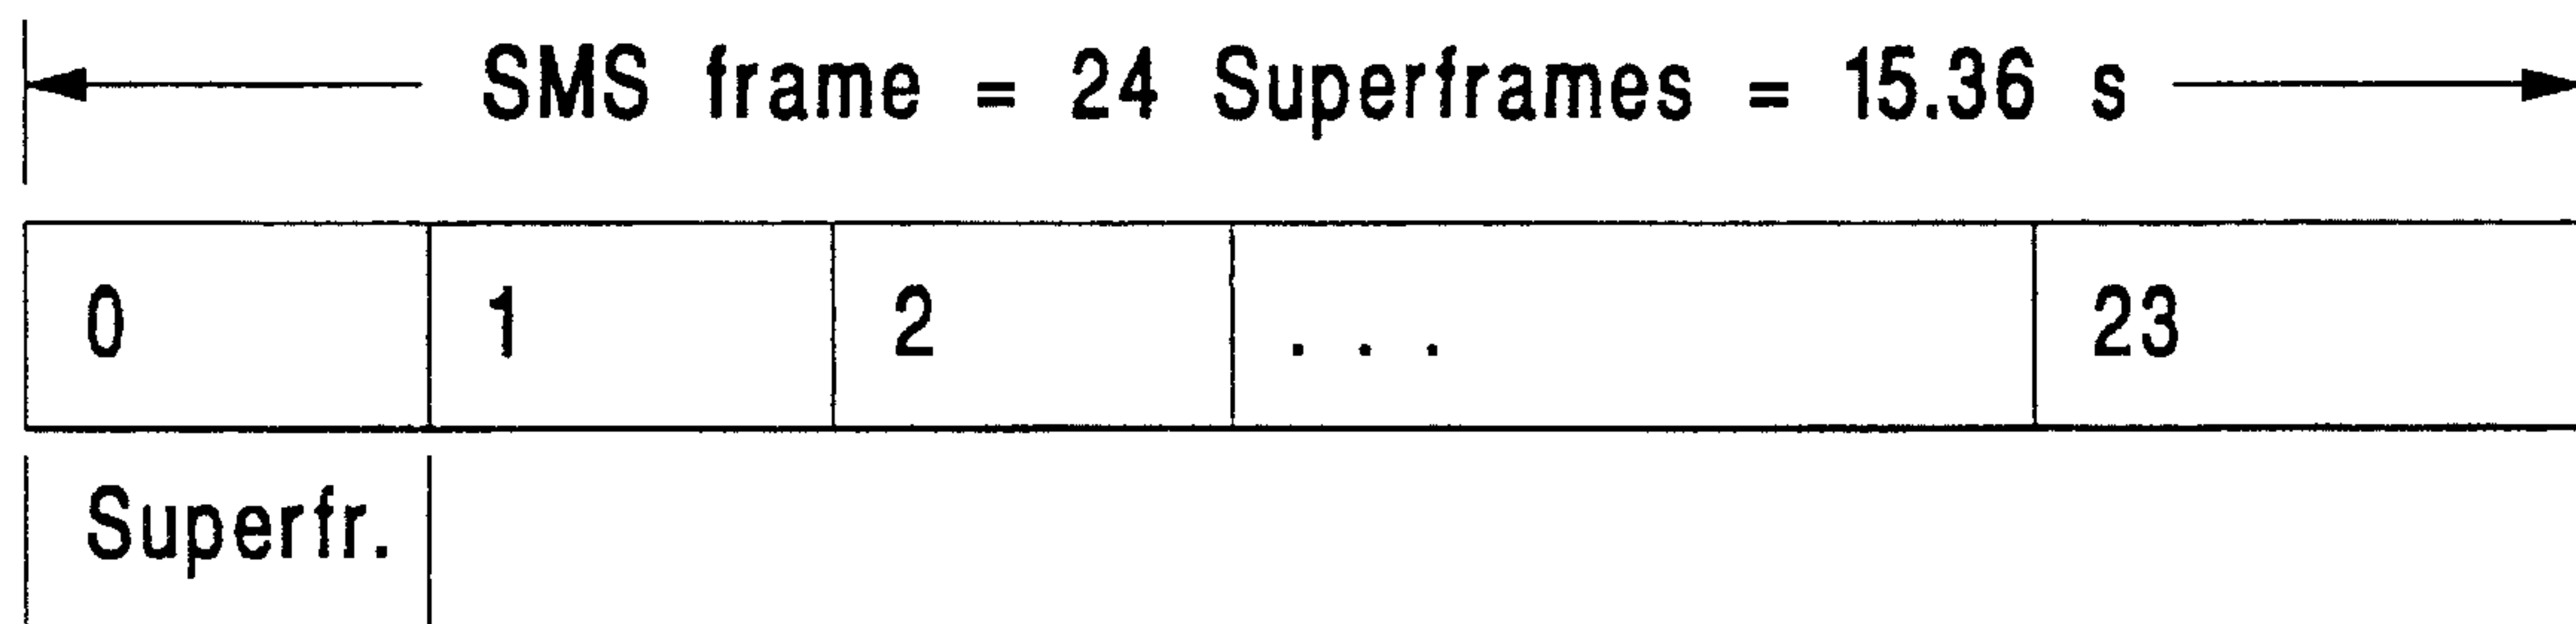 SMS frame = 24 Superframes = 15.36 s
0 1 2 . . . 23
Superfr.